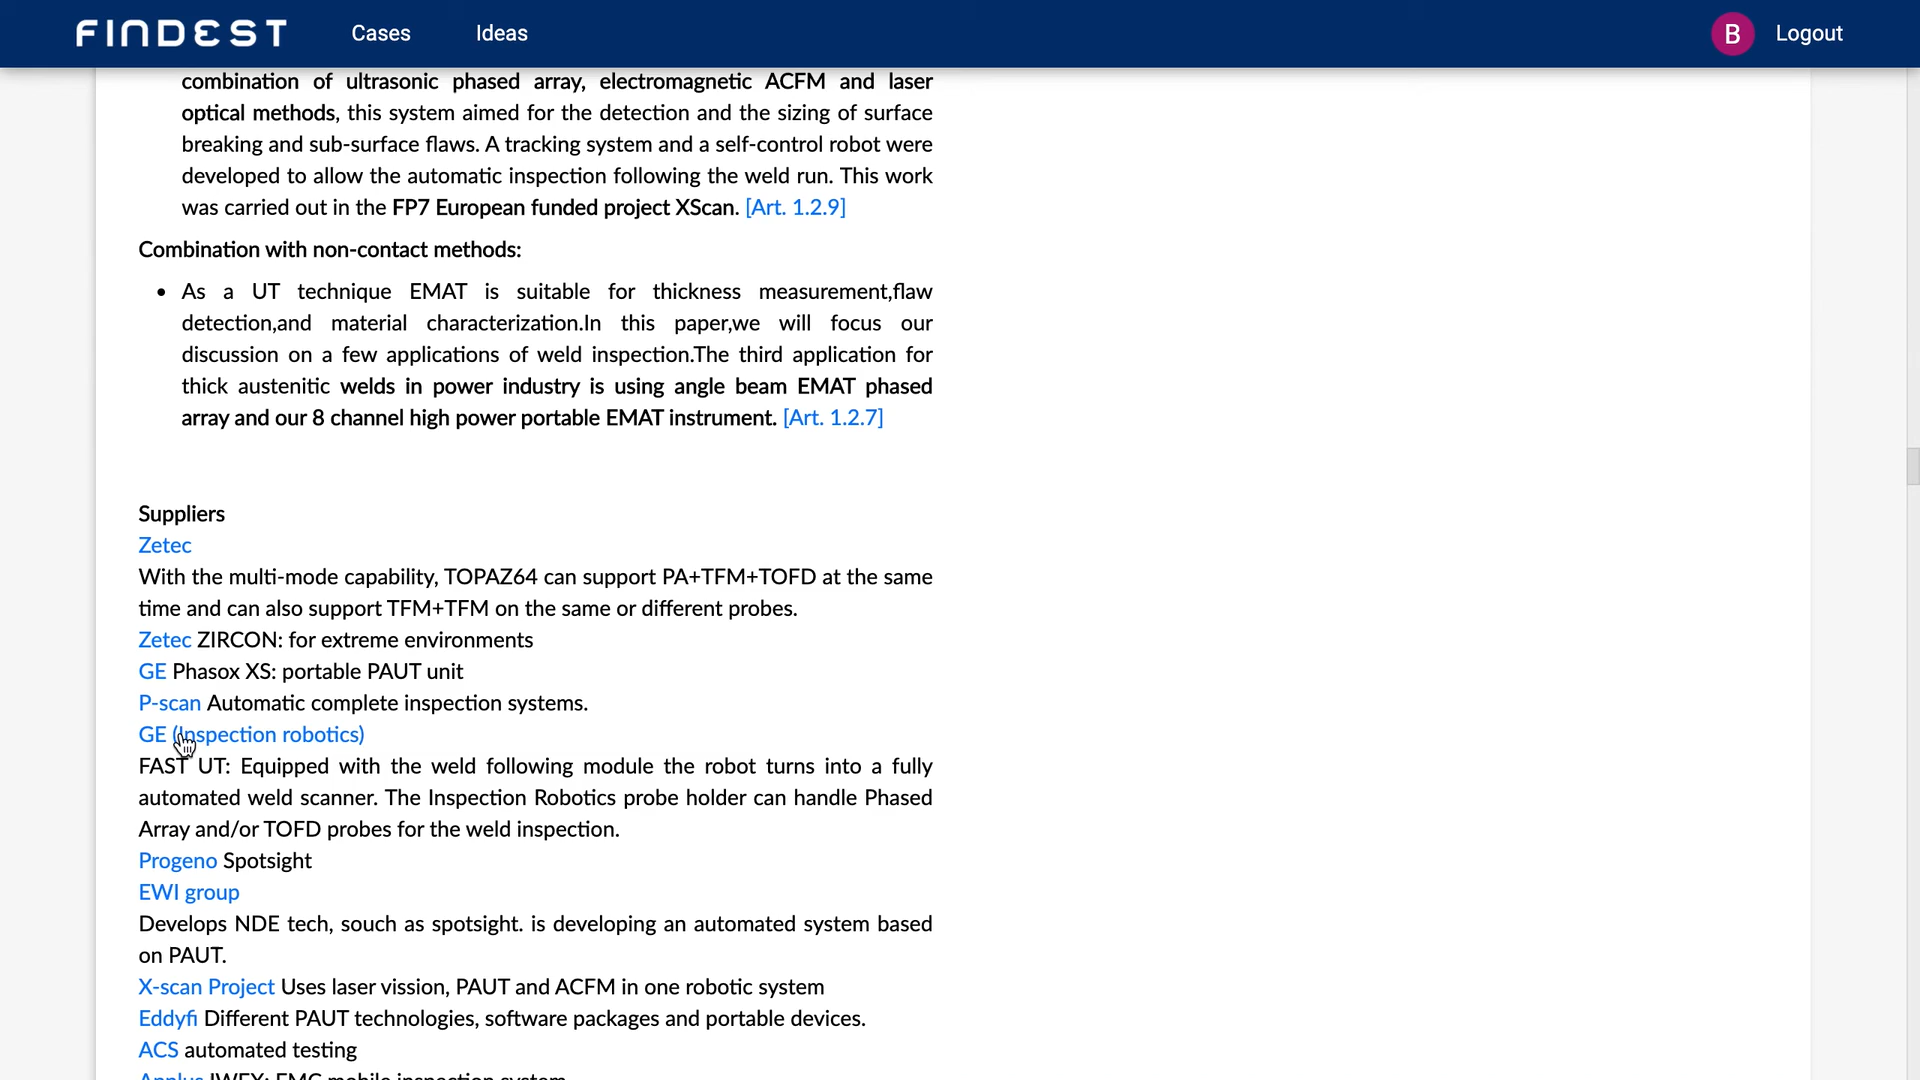 FINDEST Cases Ideas B Logout
combination of ultrasonic phased array, electromagnetic ACFM and laser
optical methods, this system aimed for the detection and the sizing of surface
breaking and sub-surface flaws. A tracking system and a self-control robot were
developed to allow the automatic inspection following the weld run. This work
was carried out in the FP7 European funded project XScan. [Art. 1.2.9]
Combination with non-contact methods:
• As a UT technique EMAT is suitable for thickness measurement,flaw
detection,and material characterization.In this paper,we will focus our
discussion on a few applications of weld inspection.The third application for
thick austenitic welds in power industry is using angle beam EMAT phased
array and our 8 channel high power portable EMAT instrument. [Art. 1.2.7]
Suppliers
Zetec
With the multi-mode capability, TOPAZ64 can support PA+TFM+TOFD at the same
time and can also support TFM+TFM on the same or different probes.
Zetec ZIRCON: for extreme environments
GE Phasox XS: portable PAUT unit
P-scan Automatic complete inspection systems.
GE (Inspection robotics)
FAST UT: Equipped with the weld following module the robot turns into a fully
automated weld scanner. The Inspection Robotics probe holder can handle Phased
Array and/or TOFD probes for the weld inspection.
Progeno Spotsight
EWI group
Develops NDE tech, souch as spotsight. is developing an automated system based
on PAUT.
X-scan Project Uses laser vission, PAUT and ACFM in one robotic system
Eddyfi Different PAUT technologies, software packages and portable devices.
ACS automated testing
Applus IWEX: FMC mobile inspection system